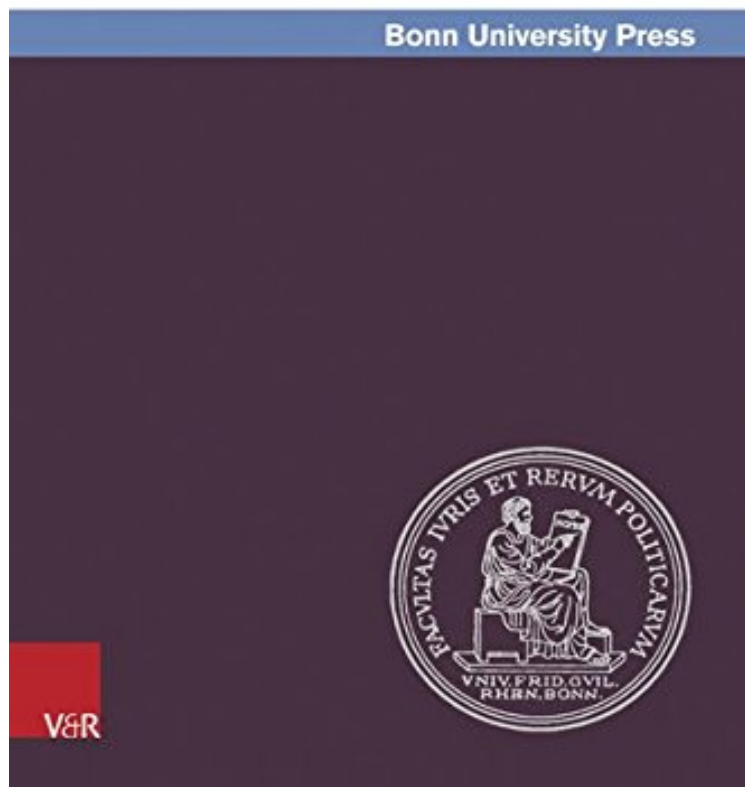 Bonn University Press
FACVLTAS IVRIS ET RERVM POLITICARVM
VNIV. FRID. GVIL.
RHEN. BONN.
V&R